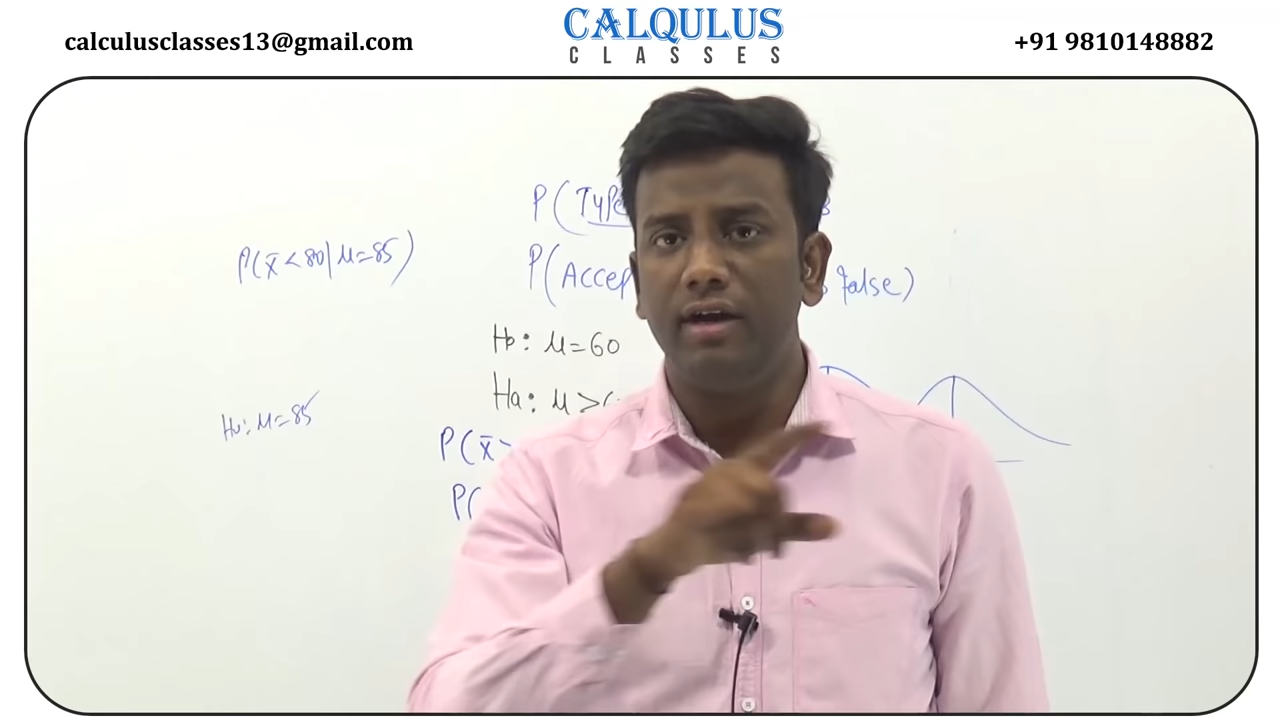 calculusclasses13@gmail.com
CALQULUS
CLASSES
+91 9810148882
P(Type
P(x̄<80|μ=85)
P(Accep
false)
H₀: μ=60
Ha: μ>
H₀: μ=85
P(x̄>
P(